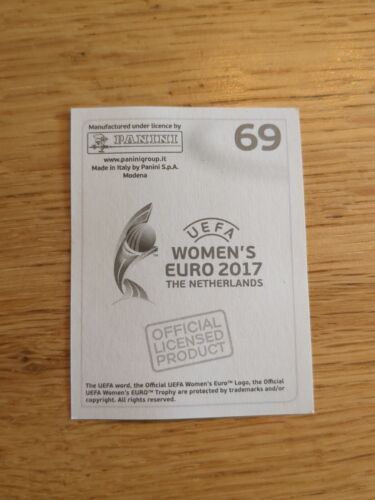 Manufactured under licence by
69
PANINI
www.paninigroup.it
Made in Italy by Panini S.p.A.
Modena
UEFA
WOMEN'S
EURO 2017
THE NETHERLANDS
TM
OFFICIAL
LICENSED
PRODUCT
The UEFA word, the Official UEFA Women's Euro™ Logo, the Official
UEFA Women's EURO™ Trophy are protected by trademarks and/or
copyright. All rights reserved.